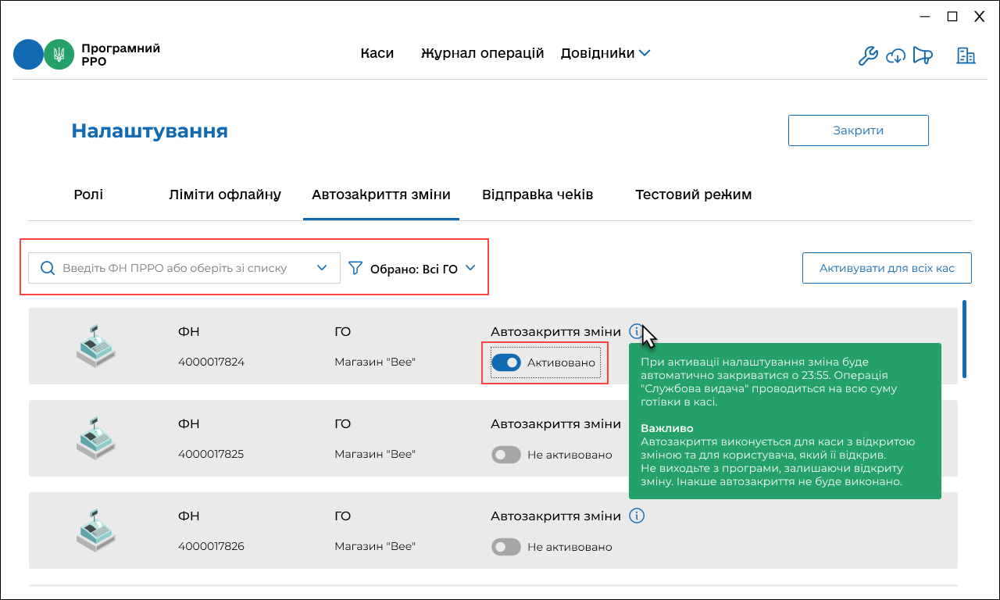 Програмний
РРО
Каси
Журнал операцій
Довідники
Налаштування
Закрити
Ролі
Ліміти офлайну
Автозакриття зміни
Відправка чеків
Тестовий режим
Введіть ФН ПРРО або оберіть зі списку
Обрано: Всі ГО
Активувати для всіх кас
ФН
ГО
Автозакриття зміни
4000017824
Магазин "Вее"
Активовано
При активації налаштування зміна буде
автоматично закриватися о 23:55. Операція
"Службова видача" проводиться на всю суму
готівки в касі.
Важливо
Автозакриття виконується для каси з відкритою
зміною та для користувача, який її відкрив.
Не виходьте з програми, залишаючи відкриту
зміну. Інакше автозакриття не буде виконано.
ФН
ГО
Автозакриття зміни
4000017825
Магазин "Вее"
Не активовано
ФН
ГО
Автозакриття зміни
4000017826
Магазин "Вее"
Не активовано